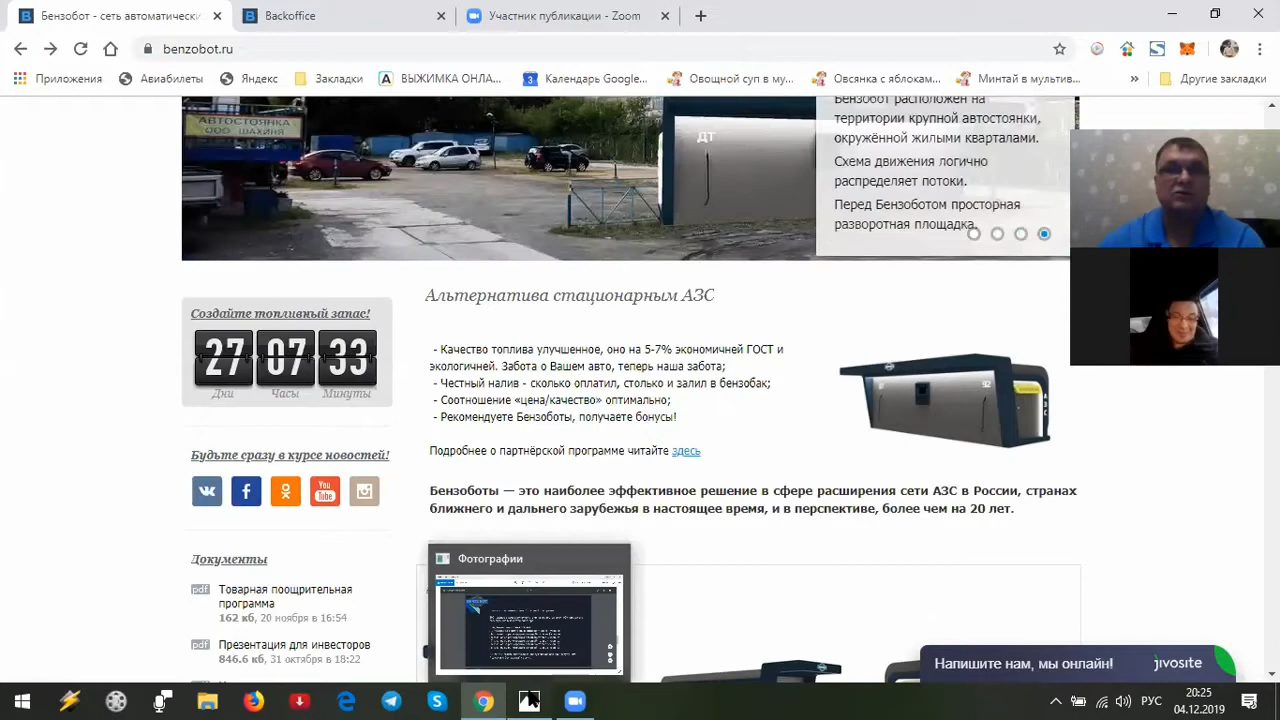 Бензобот - сеть автоматически
Backoffice
Участник публикации - Zoom
benzobot.ru
Приложения
Авиабилеты
Яндекс
Закладки
ВЫЖИМКА ОНЛА...
Календарь Google...
Овощной суп в му...
Овсянка с яблокам...
Минтай в мультив...
»
Другие закладки
АВТОСТОЯНКА
ООО ШАХИНЯ
ДТ
Бензобот расположен на
территории крупной автостоянки,
окружённой жилыми кварталами.
Схема движения логично
распределяет потоки.
Перед Бензоботом просторная
разворотная площадка.
Создайте топливный запас!
27 07 33
Дни Часы Минуты
Будьте сразу в курсе новостей!
You Tube
Документы
pdf Товарная поощрительная
программа
162 кб, 20 ноября в 16:54
pdf Презентация для инвесторов
846.6 кб, 31 октября в 18:22
Альтернатива стационарным АЗС
- Качество топлива улучшенное, оно на 5-7% экономичней ГОСТ и
экологичней. Забота о Вашем авто, теперь наша забота;
- Честный налив - сколько оплатил, столько и залил в бензобак;
- Соотношение «цена/качество» оптимально;
- Рекомендуете Бензоботы, получаете бонусы!
Подробнее о партнёрской программе читайте здесь
92
АЗС
Бензоботы — это наиболее эффективное решение в сфере расширения сети АЗС в России, странах
ближнего и дальнего зарубежья в настоящее время, и в перспективе, более чем на 20 лет.
Фотографии
Напишите нам, мы онлайн!
jivosite
РУС
20:25
04.12.2019